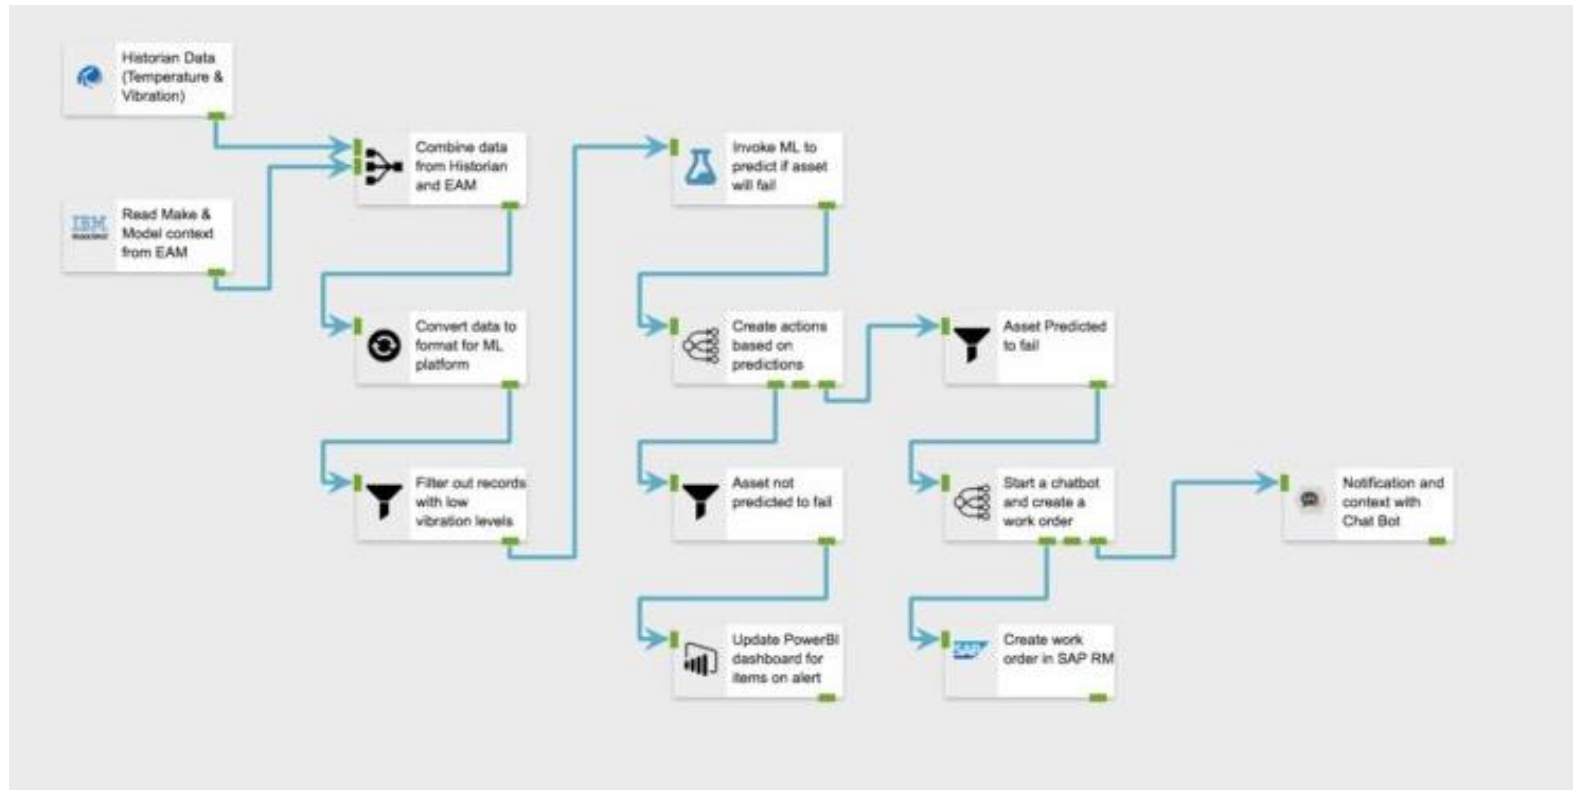 Historian Data
(Temperature &
Vibration)
IBM
Read Make &
Model context
from EAM
Combine data
from Historian
and EAM
Convert data to
format for ML
platform
Filter out records
with low
vibration levels
Invoke ML to
predict if asset
will fail
Create actions
based on
predictions
Asset not
predicted to fail
Update PowerBI
dashboard for
items on alert
Asset Predicted
to fail
Start a chatbot
and create a
work order
SAP
Create work
order in SAP RM
Notification and
context with
Chat Bot